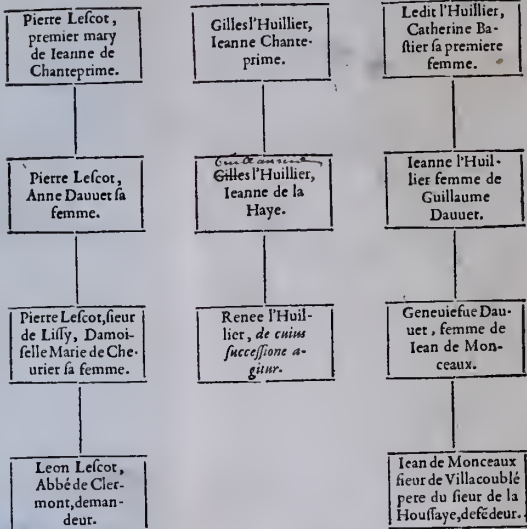 Pierre Leſcot,
premier mary
de Ieanne de
Chanteprime.
Gilles l'Huillier,
Ieanne Chante-
prime.
Ledit l'Huillier,
Catherine Ba-
ſtier ſa premiere
femme.
Pierre Leſcot,
Anne Dauuet ſa
femme.
Gilles l'Huillier,
Ieanne de la
Haye.
Ieanne l'Huil-
lier femme de
Guillaume
Dauuet.
Pierre Leſcot, ſieur
de Liſſy, Damoi-
ſelle Marie de Che-
urier ſa femme.
Renee l'Huil-
lier, de cuius
ſucceſſione a-
gitur.
Geneuieſue Dau-
uet, femme de
Iean de Mon-
ceaux.
Leon Leſcot,
Abbé de Cler-
mont, deman-
deur.
Iean de Monceaux
ſieur de Villacoublé
pere du ſieur de la
Houſſaye, defēdeur.